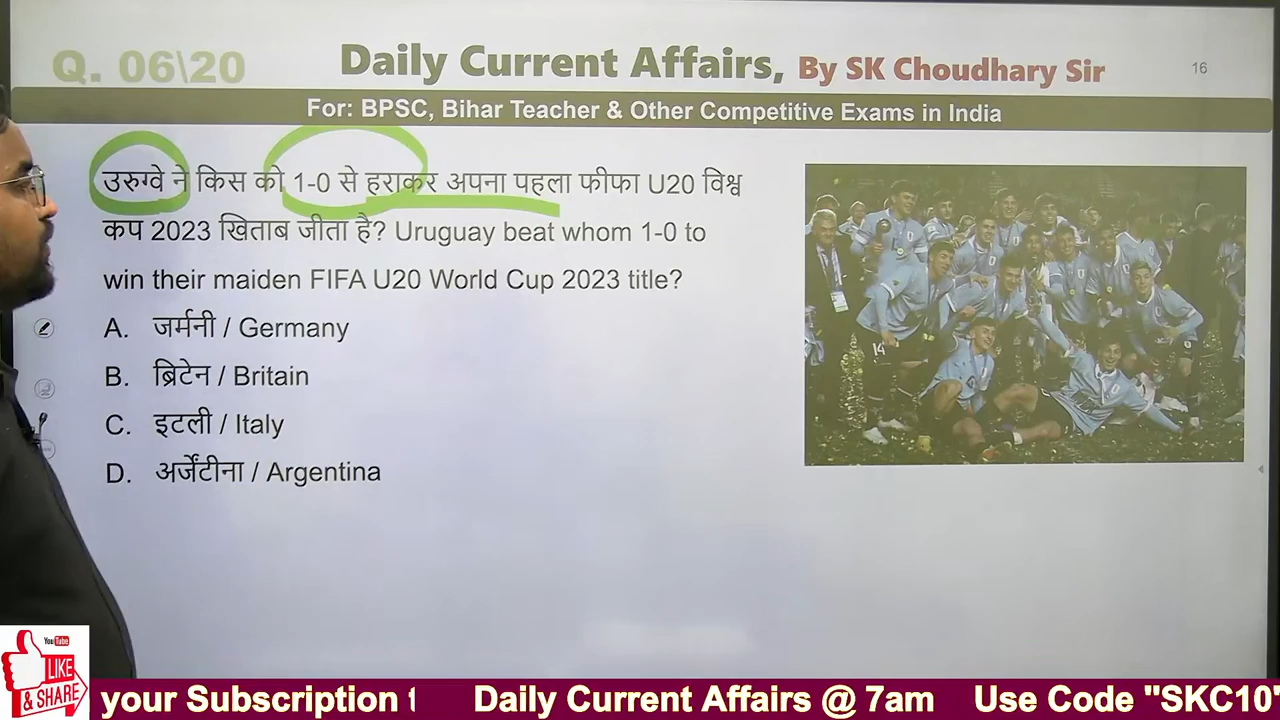 Q. 06\20
Daily Current Affairs, By SK Choudhary Sir
16
For: BPSC, Bihar Teacher & Other Competitive Exams in India
उरुग्वे ने किस को 1-0 से हराकर अपना पहला फीफा U20 विश्व
कप 2023 खिताब जीता है? Uruguay beat whom 1-0 to
win their maiden FIFA U20 World Cup 2023 title?
A. जर्मनी / Germany
B. ब्रिटेन / Britain
C. इटली / Italy
D. अर्जेंटीना / Argentina
14
YouTube
LIKE
& SHARE
your Subscription Daily Current Affairs @ 7am Use Code "SKC10"